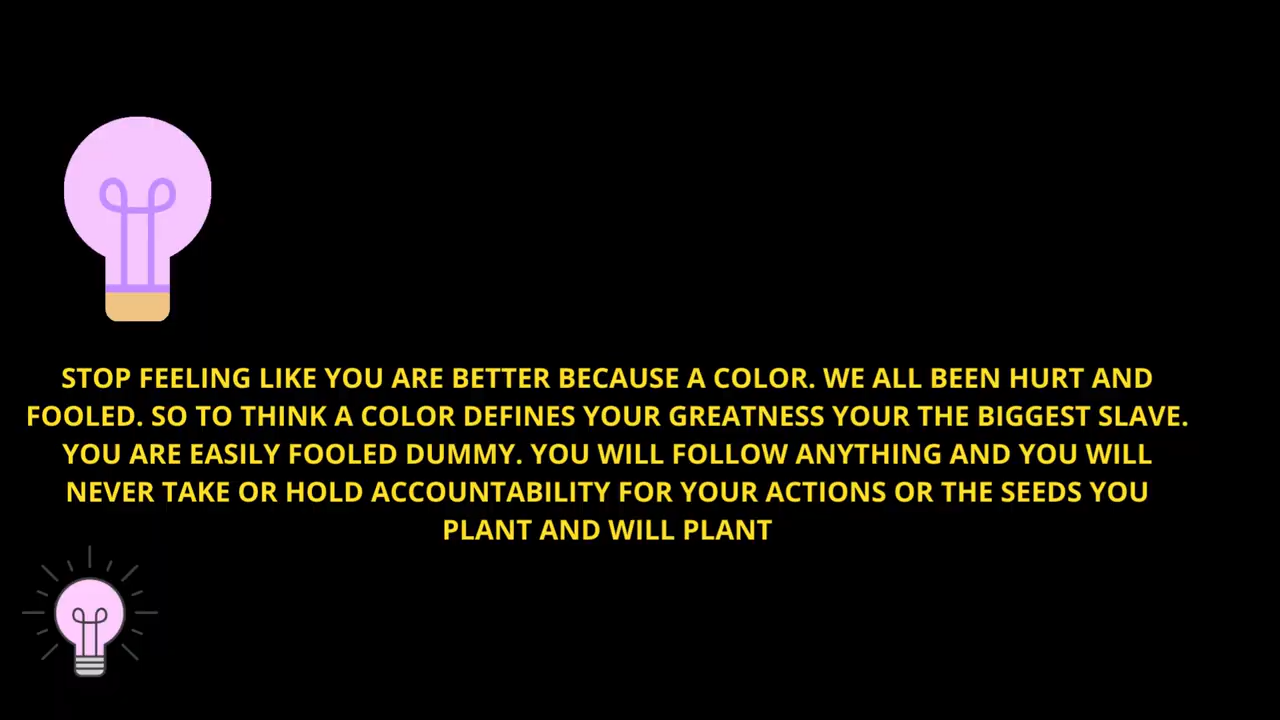 STOP FEELING LIKE YOU ARE BETTER BECAUSE A COLOR. WE ALL BEEN HURT AND
FOOLED. SO TO THINK A COLOR DEFINES YOUR GREATNESS YOUR THE BIGGEST SLAVE.
YOU ARE EASILY FOOLED DUMMY. YOU WILL FOLLOW ANYTHING AND YOU WILL
NEVER TAKE OR HOLD ACCOUNTABILITY FOR YOUR ACTIONS OR THE SEEDS YOU
PLANT AND WILL PLANT